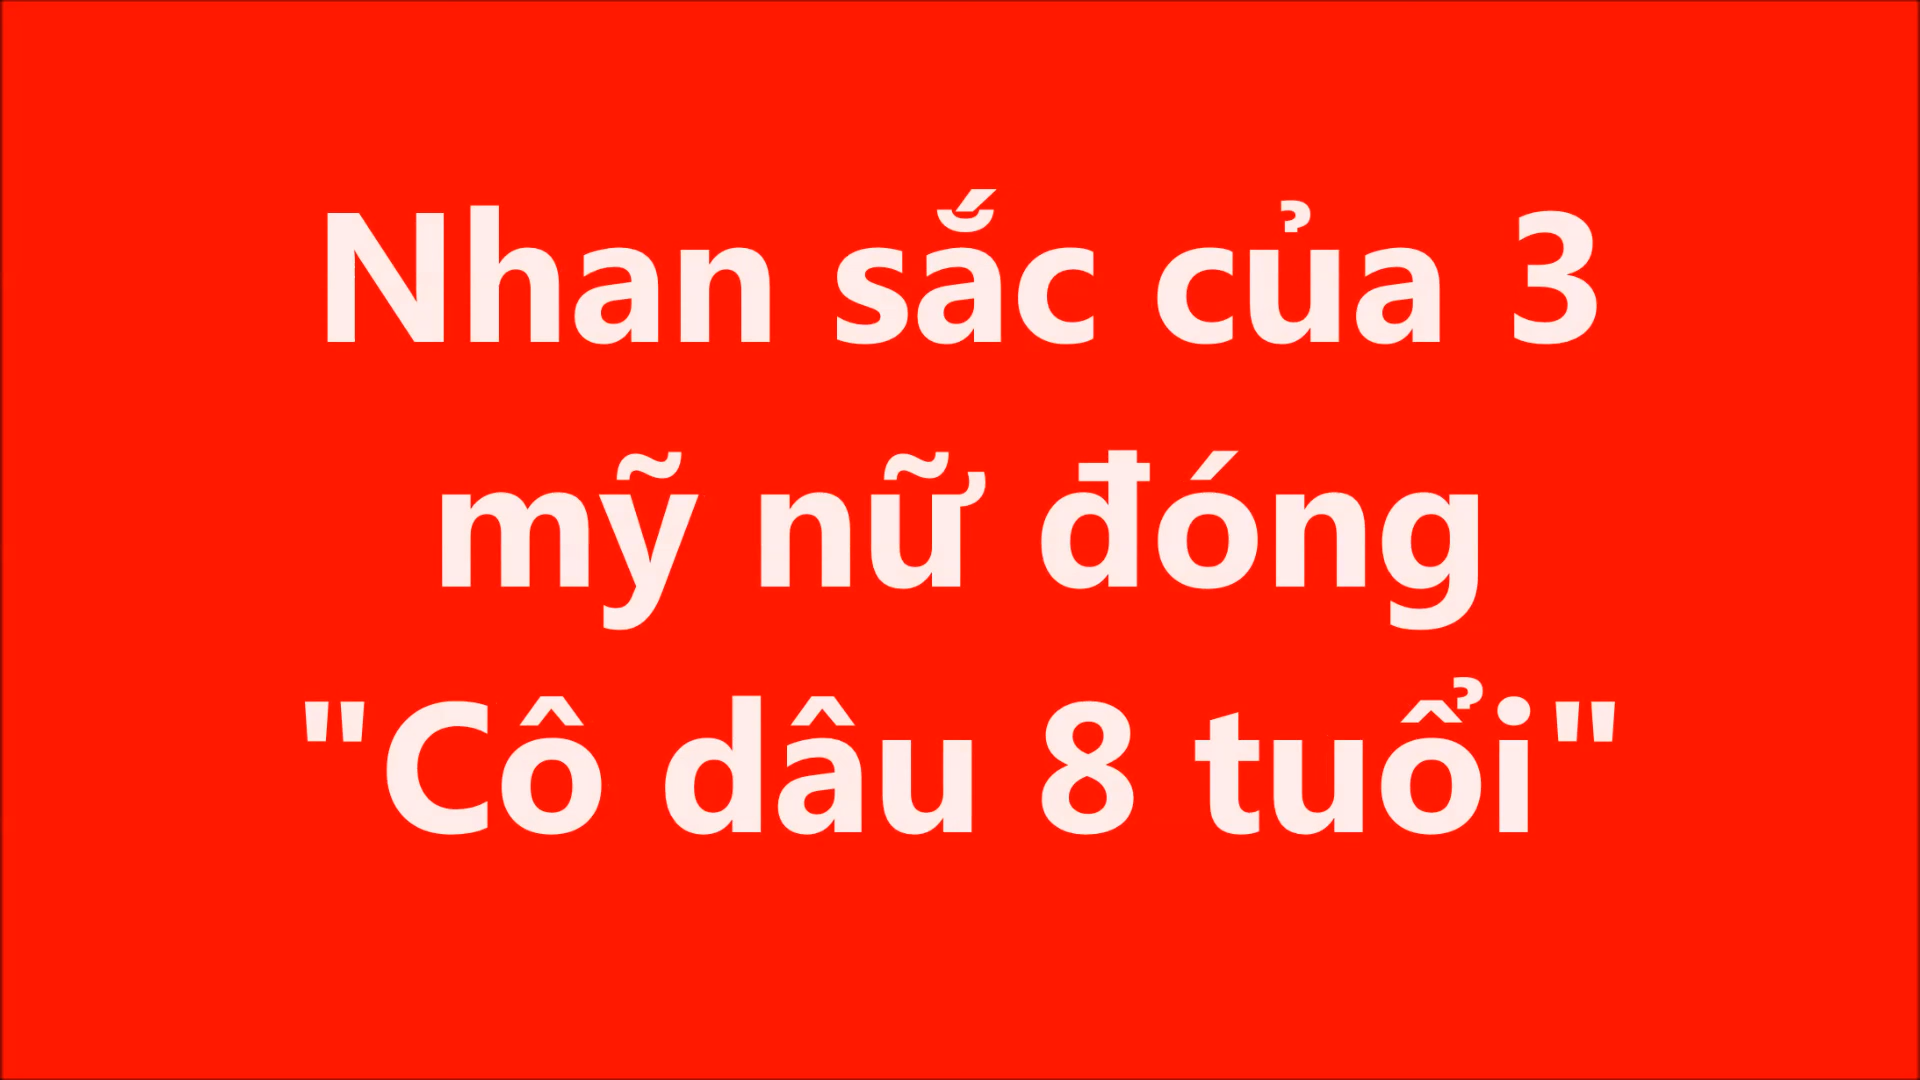 Nhan sắc của 3
mỹ nữ đóng
"Cô dâu 8 tuổi"